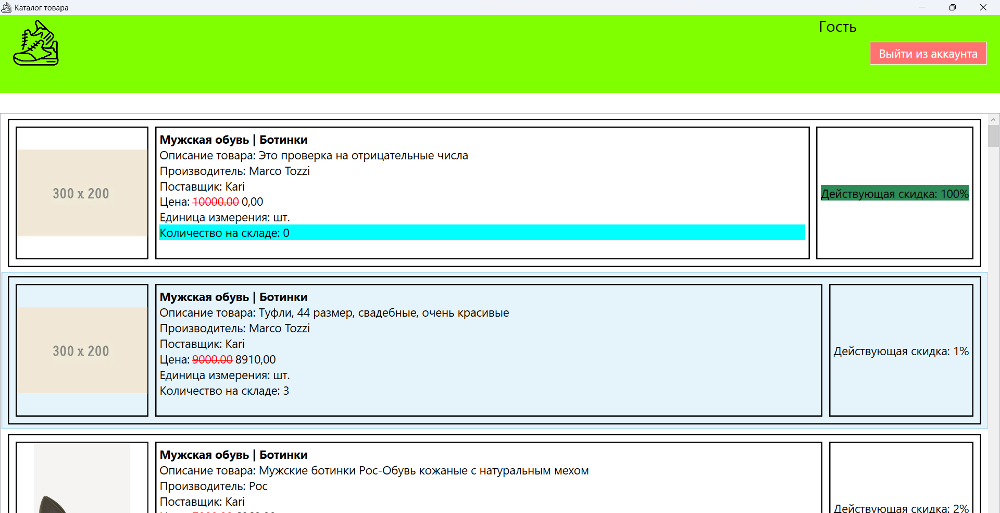 Каталог товара
Гость
Выйти из аккаунта
300 x 200
Мужская обувь | Ботинки
Описание товара: Это проверка на отрицательные числа
Производитель: Marco Tozzi
Поставщик: Kari
Цена: 10000.00 0,00
Единица измерения: шт.
Количество на складе: 0
Действующая скидка: 100%
300 x 200
Мужская обувь | Ботинки
Описание товара: Туфли, 44 размер, свадебные, очень красивые
Производитель: Marco Tozzi
Поставщик: Kari
Цена: 9000.00 8910,00
Единица измерения: шт.
Количество на складе: 3
Действующая скидка: 1%
Мужская обувь | Ботинки
Описание товара: Мужские ботинки Рос-Обувь кожаные с натуральным мехом
Производитель: Рос
Поставщик: Kari
Действующая скидка: 2%